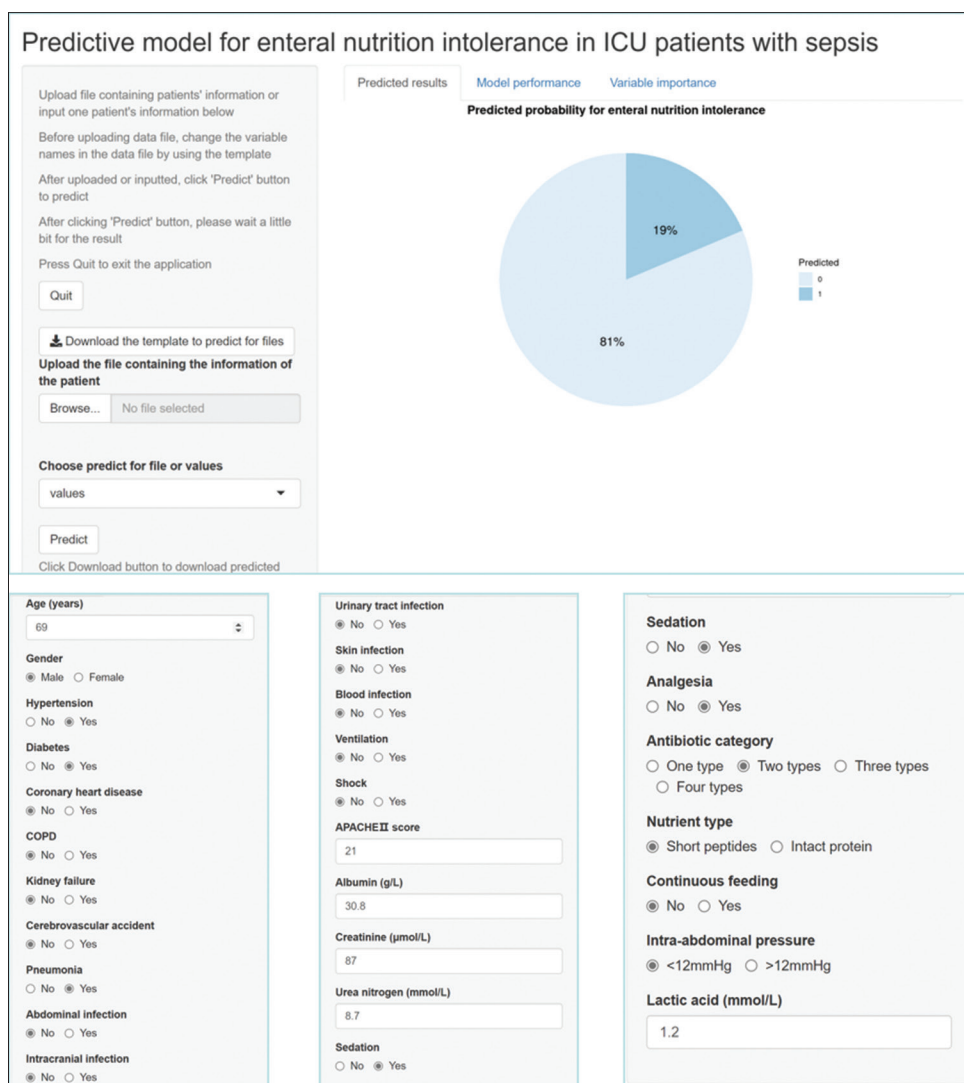 Predictive model for enteral nutrition intolerance in ICU patients with sepsis
Upload file containing patients' information or
input one patient's information below
Before uploading data file, change the variable
names in the data file by using the template
After uploaded or inputted, click 'Predict' button
to predict
After clicking 'Predict' button, please wait a little
bit for the result
Press Quit to exit the application
Quit
Download the template to predict for files
Upload the file containing the information of
the patient
Browse... No file selected
Choose predict for file or values
values
Predict
Click Download button to download predicted
Predicted results Model performance Variable importance
Predicted probability for enteral nutrition intolerance
19%
81%
Predicted
0
1
Age (years)
69
Gender
Male Female
Hypertension
No Yes
Diabetes
No Yes
Coronary heart disease
No Yes
COPD
No Yes
Kidney failure
No Yes
Cerebrovascular accident
No Yes
Pneumonia
No Yes
Abdominal infection
No Yes
Intracranial infection
No Yes
Urinary tract infection
No Yes
Skin infection
No Yes
Blood infection
No Yes
Ventilation
No Yes
Shock
No Yes
APACHEⅡ score
21
Albumin (g/L)
30.8
Creatinine (μmol/L)
87
Urea nitrogen (mmol/L)
8.7
Sedation
No Yes
Sedation
No Yes
Analgesia
No Yes
Antibiotic category
One type Two types Three types
Four types
Nutrient type
Short peptides Intact protein
Continuous feeding
No Yes
Intra-abdominal pressure
<12mmHg >12mmHg
Lactic acid (mmol/L)
1.2